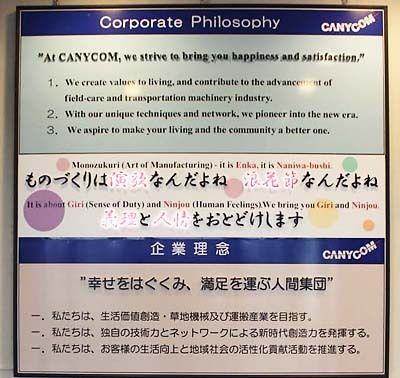 Corporate Philosophy
CANYCOM
"At CANYCOM, we strive to bring you happiness and satisfaction."
1. We create values to living, and contribute to the advancement of
field-care and transportation machinery industry.
2. With our unique techniques and network, we pioneer into the new era.
3. We aspire to make your living and the community a better one.
Monozukuri (Art of Manufacturing) - it is Enka, it is Naniwa-bushi.
ものづくりは演歌なんだよね 浪花節なんだよね
It is about Giri (Sense of Duty) and Ninjou (Human Feelings). We bring you Giri and Ninjou.
義理と人情をおとどけします
企業理念
CANYCOM
"幸せをはぐくみ、満足を運ぶ人間集団"
一. 私たちは、生活価値創造・草地機械及び運搬産業を目指す。
一. 私たちは、独自の技術力とネットワークによる新時代創造力を発揮する。
一. 私たちは、お客様の生活向上と地域社会の活性化貢献活動を推進する。